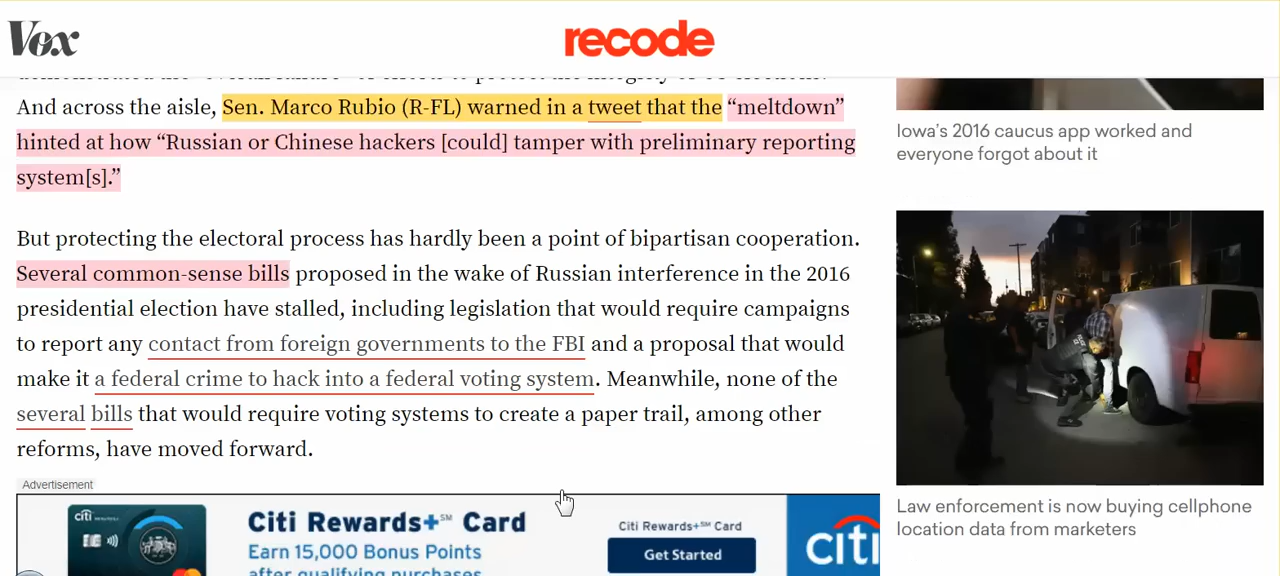 Vox
recode
And across the aisle, Sen. Marco Rubio (R-FL) warned in a tweet that the “meltdown”
hinted at how “Russian or Chinese hackers [could] tamper with preliminary reporting
system[s].”
But protecting the electoral process has hardly been a point of bipartisan cooperation.
Several common-sense bills proposed in the wake of Russian interference in the 2016
presidential election have stalled, including legislation that would require campaigns
to report any contact from foreign governments to the FBI and a proposal that would
make it a federal crime to hack into a federal voting system. Meanwhile, none of the
several bills that would require voting systems to create a paper trail, among other
reforms, have moved forward.
Advertisement
citi
Citi Rewards+℠ Card
Earn 15,000 Bonus Points
after qualifying purchases
Citi Rewards+℠ Card
Get Started
citi
Iowa’s 2016 caucus app worked and
everyone forgot about it
Law enforcement is now buying cellphone
location data from marketers